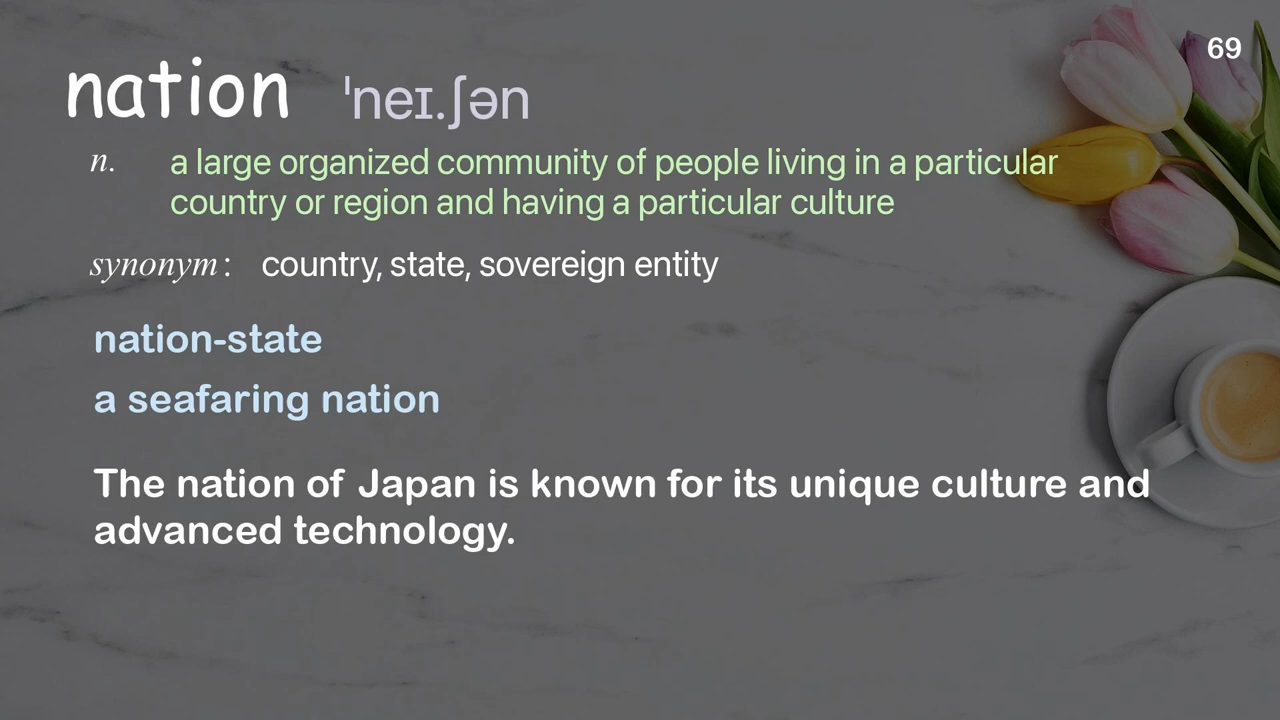 69
nation ˈneɪ.ʃən
n. a large organized community of people living in a particular
country or region and having a particular culture
synonym: country, state, sovereign entity
nation-state
a seafaring nation
The nation of Japan is known for its unique culture and
advanced technology.